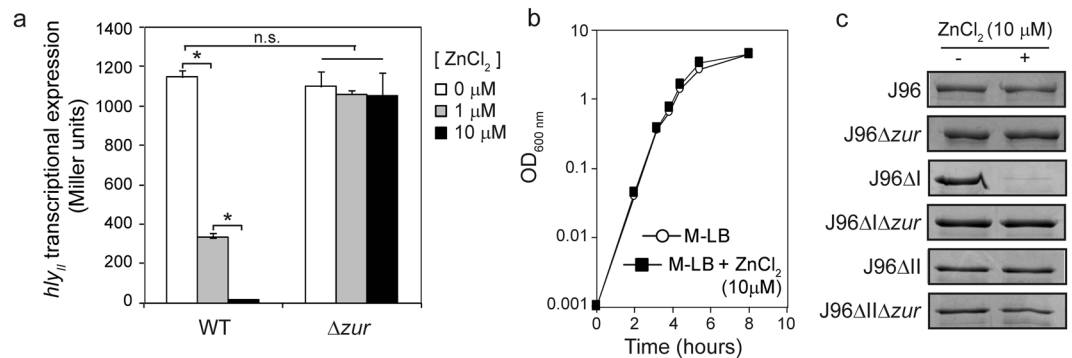 a
hly_II transcriptional expression
(Miller units)
1400
1200
1000
800
600
400
200
0
n.s.
*
*
WT
Δzur
[ ZnCl2 ]
0 μM
1 μM
10 μM
b
OD600 nm
10
1
0.1
0.01
0.001
M-LB
M-LB + ZnCl2
(10μM)
0 2 4 6 8 10
Time (hours)
c
ZnCl2 (10 μM)
- +
J96
J96Δzur
J96ΔI
J96ΔIΔzur
J96ΔII
J96ΔIIΔzur